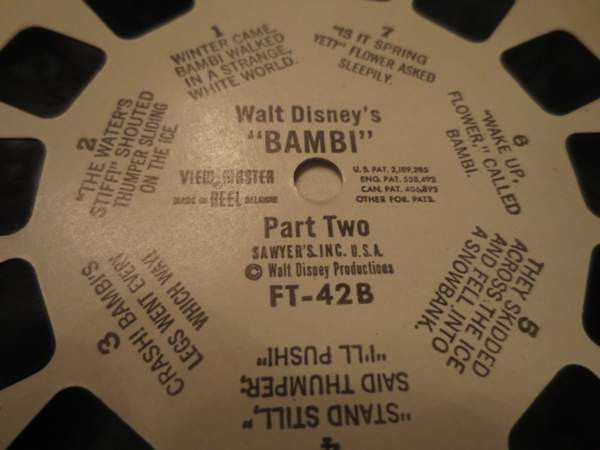 Walt Disney's
"BAMBI"
VIEW-MASTER
REEL
U.S. PAT. 2,189,285
ENG. PAT. 538,492
CAN. PAT. 406,892
OTHER FOR. PATS.
Part Two
SAWYER'S INC. U.S.A.
© Walt Disney Productions
FT-42B
1
WINTER CAME.
BAMBI WALKED
IN A STRANGE,
WHITE WORLD.
2
"THE WATER'S
STIFF!" SHOUTED
THUMPER SLIDING
ON THE ICE
3
CRASH! BAMBI'S
LEGS WENT EVERY
WHICH WAY!
4
"STAND STILL,"
SAID THUMPER;
"I'LL PUSH!"
5
THEY SKIDDED
ACROSS THE ICE
AND FELL INTO
A SNOWBANK.
6
"WAKE UP,
FLOWER," CALLED
BAMBI.
7
"IS IT SPRING
YET?" FLOWER ASKED
SLEEPILY.